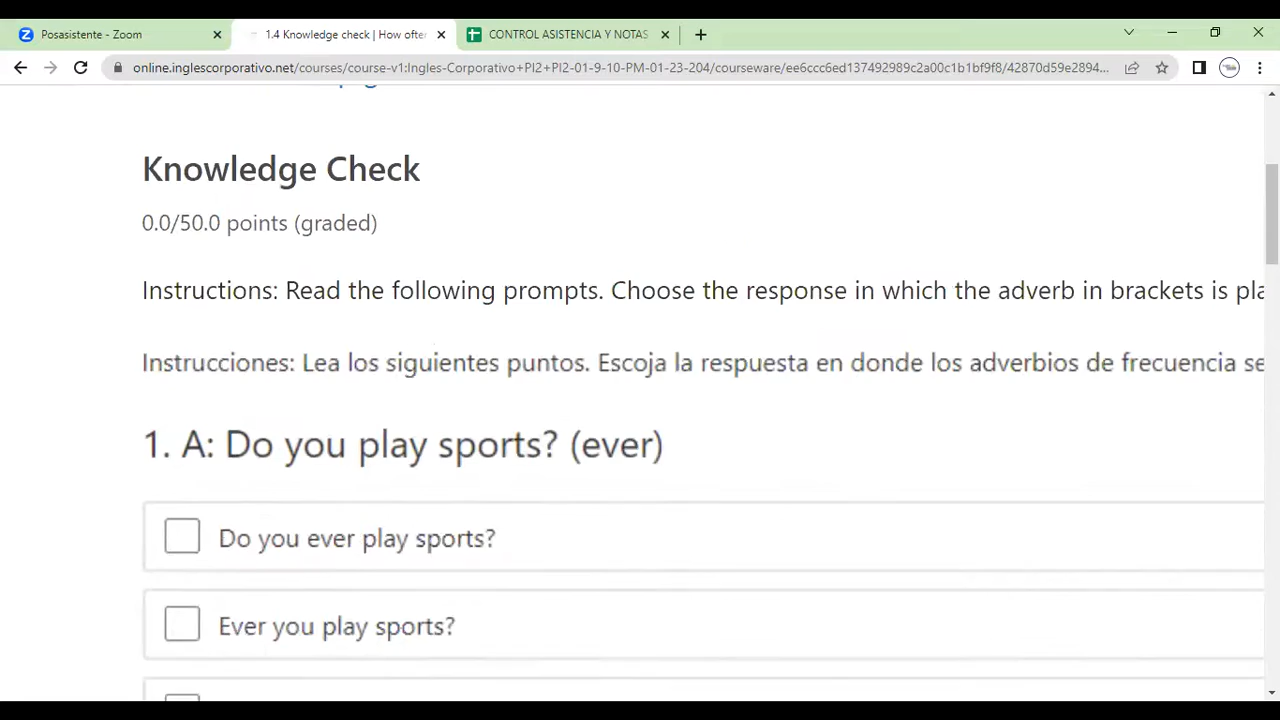 Posasistente - Zoom
1.4 Knowledge check | How ofte
CONTROL ASISTENCIA Y NOTAS
online.inglescorporativo.net/courses/course-v1:Ingles-Corporativo+PI2+PI2-01-9-10-PM-01-23-204/courseware/ee6ccc6ed137492989c2a00c1b1bf9f8/42870d59e2894...
Knowledge Check
0.0/50.0 points (graded)
Instructions: Read the following prompts. Choose the response in which the adverb in brackets is pla
Instrucciones: Lea los siguientes puntos. Escoja la respuesta en donde los adverbios de frecuencia se
1. A: Do you play sports? (ever)
Do you ever play sports?
Ever you play sports?